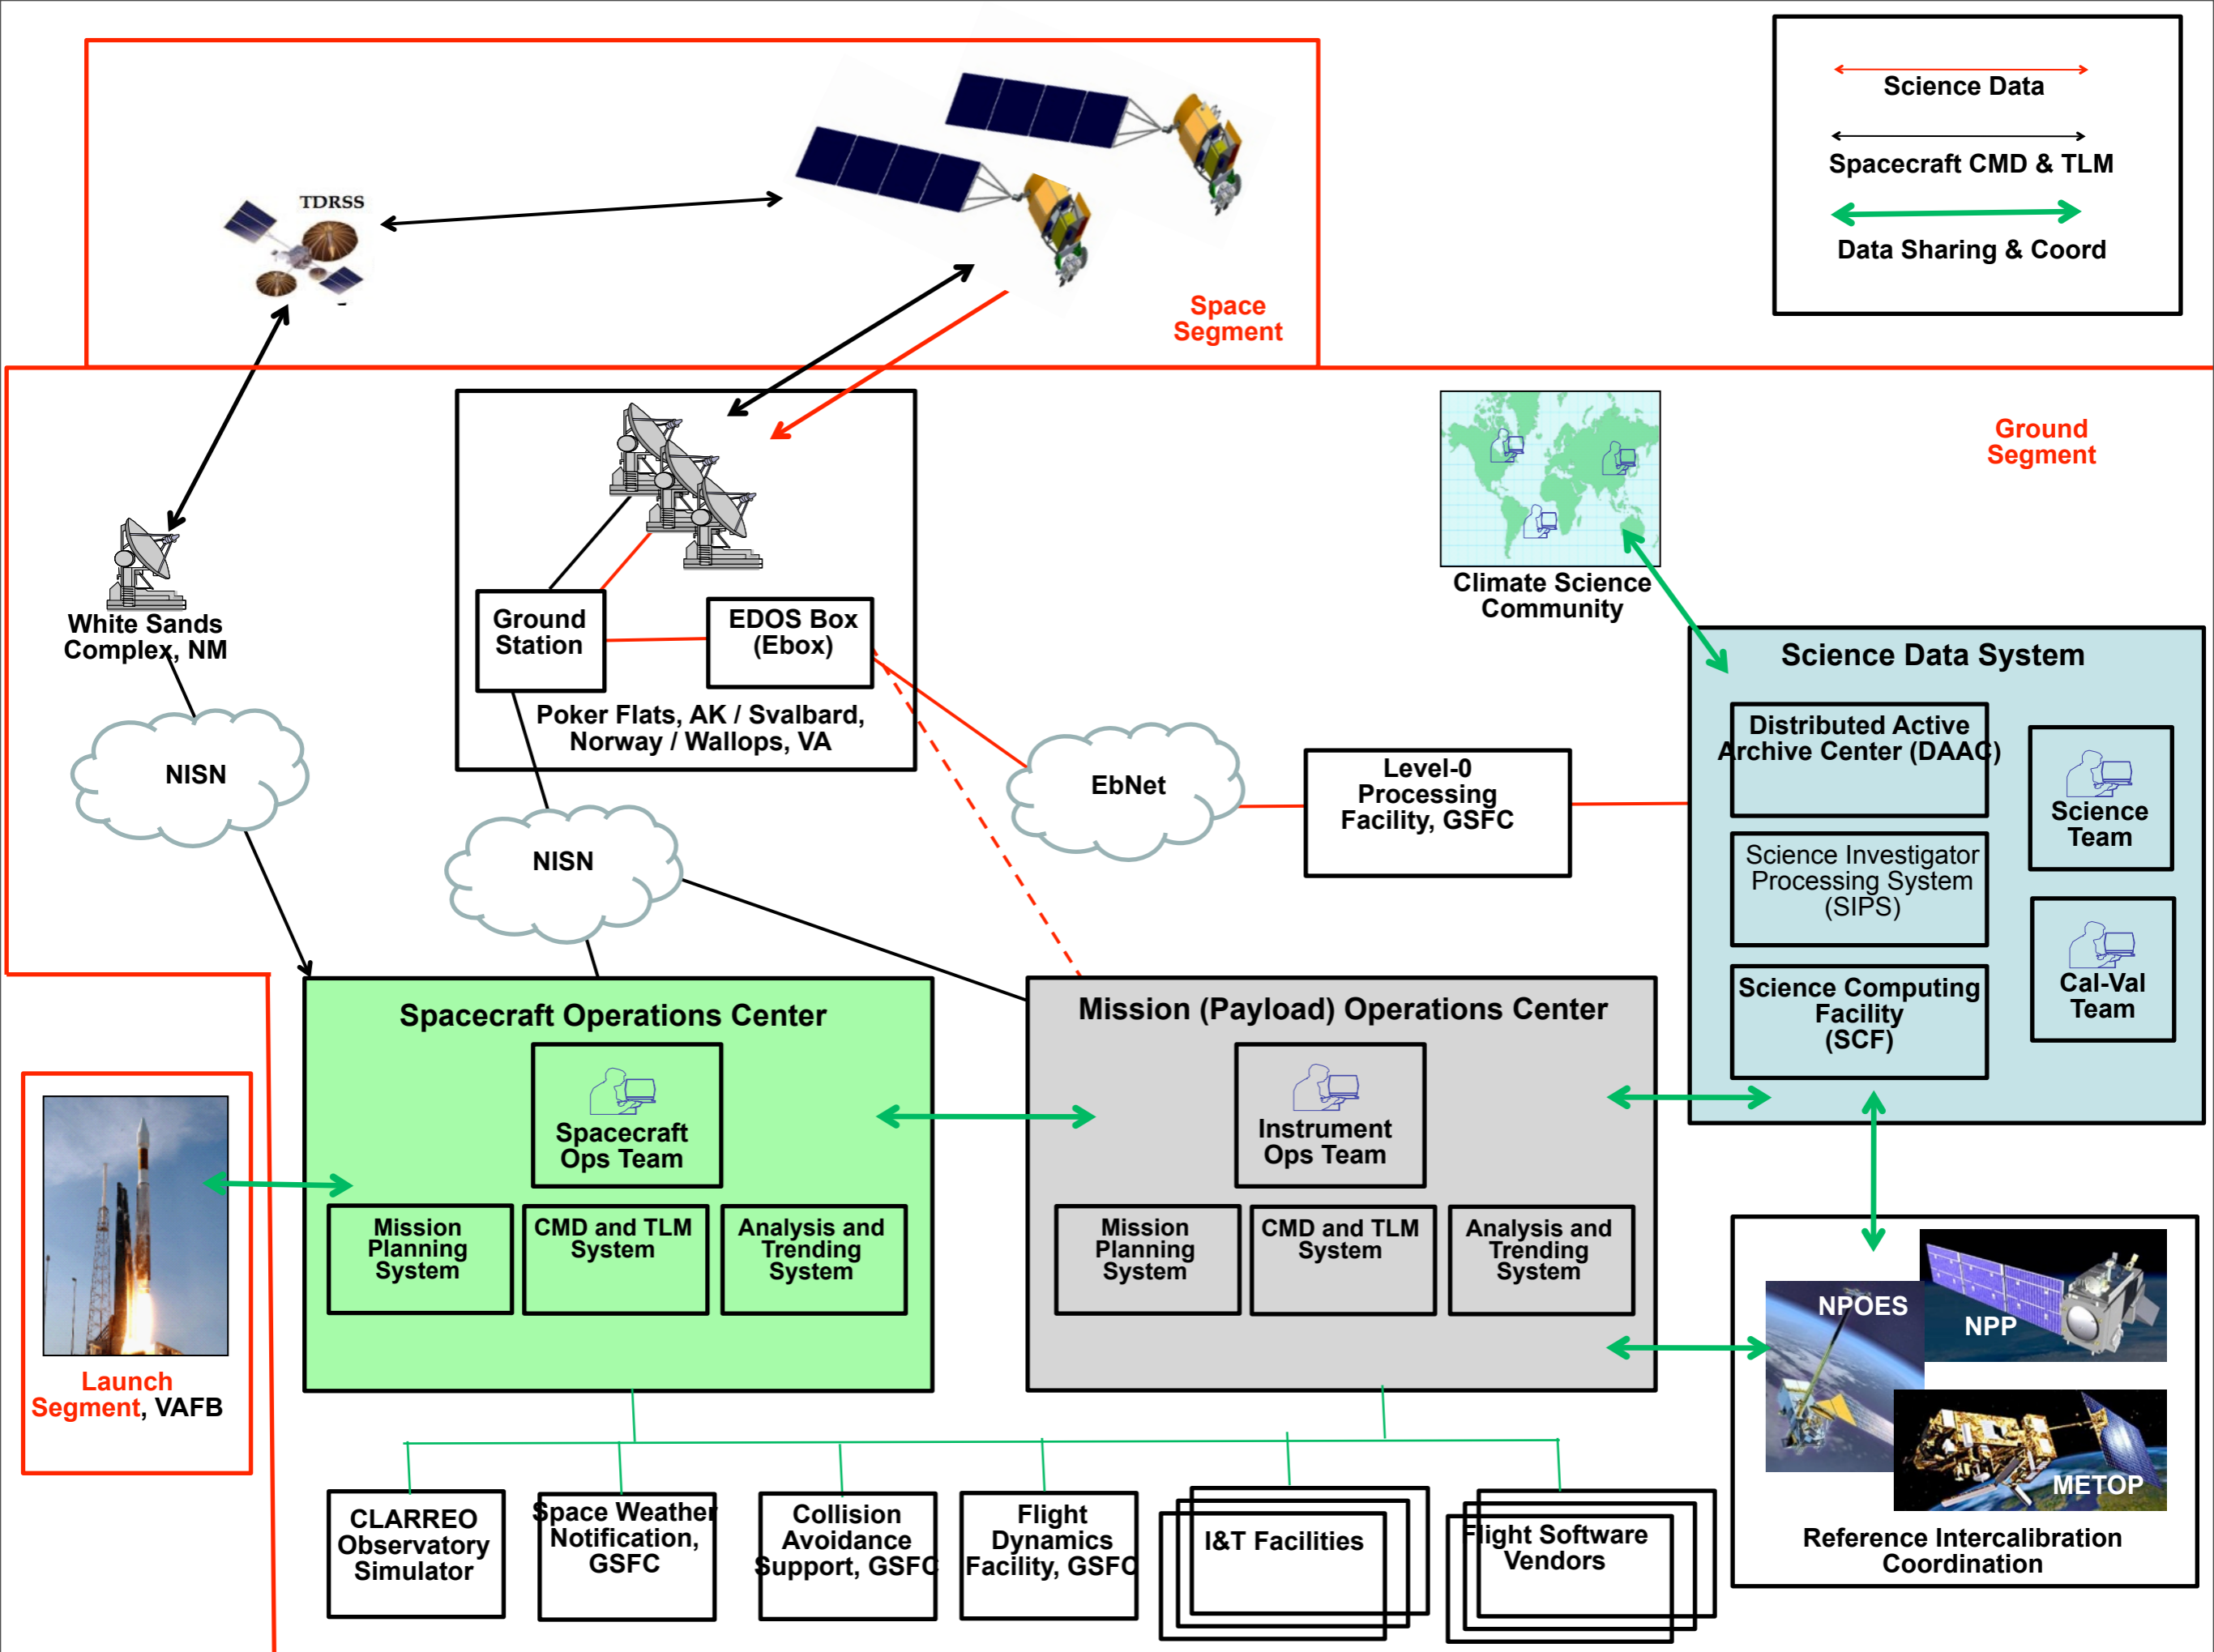 Science Data
Spacecraft CMD & TLM
Data Sharing & Coord
TDRSS
Space
Segment
Ground
Segment
Climate Science
Community
White Sands
Complex, NM
Ground
Station
EDOS Box
(Ebox)
Poker Flats, AK / Svalbard,
Norway / Wallops, VA
NISN
NISN
EbNet
Level-0
Processing
Facility, GSFC
Science Data System
Distributed Active
Archive Center (DAAC)
Science Investigator
Processing System
(SIPS)
Science Computing
Facility
(SCF)
Science
Team
Cal-Val
Team
Spacecraft Operations Center
Spacecraft
Ops Team
Mission
Planning
System
CMD and TLM
System
Analysis and
Trending
System
Mission (Payload) Operations Center
Instrument
Ops Team
Mission
Planning
System
CMD and TLM
System
Analysis and
Trending
System
Launch
Segment, VAFB
NPOES
NPP
METOP
Reference Intercalibration
Coordination
CLARREO
Observatory
Simulator
Space Weather
Notification,
GSFC
Collision
Avoidance
Support, GSFC
Flight
Dynamics
Facility, GSFC
I&T Facilities
Flight Software
Vendors